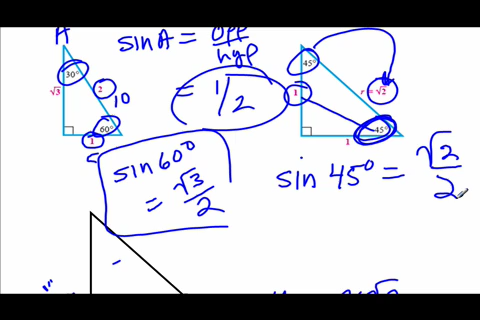 A
sin A = opp/hyp
30°
√3
2
10
60°
1
5
= 1/2
45°
1
r = √2
45°
1
sin 60° = √3/2
sin 45° = √2/2